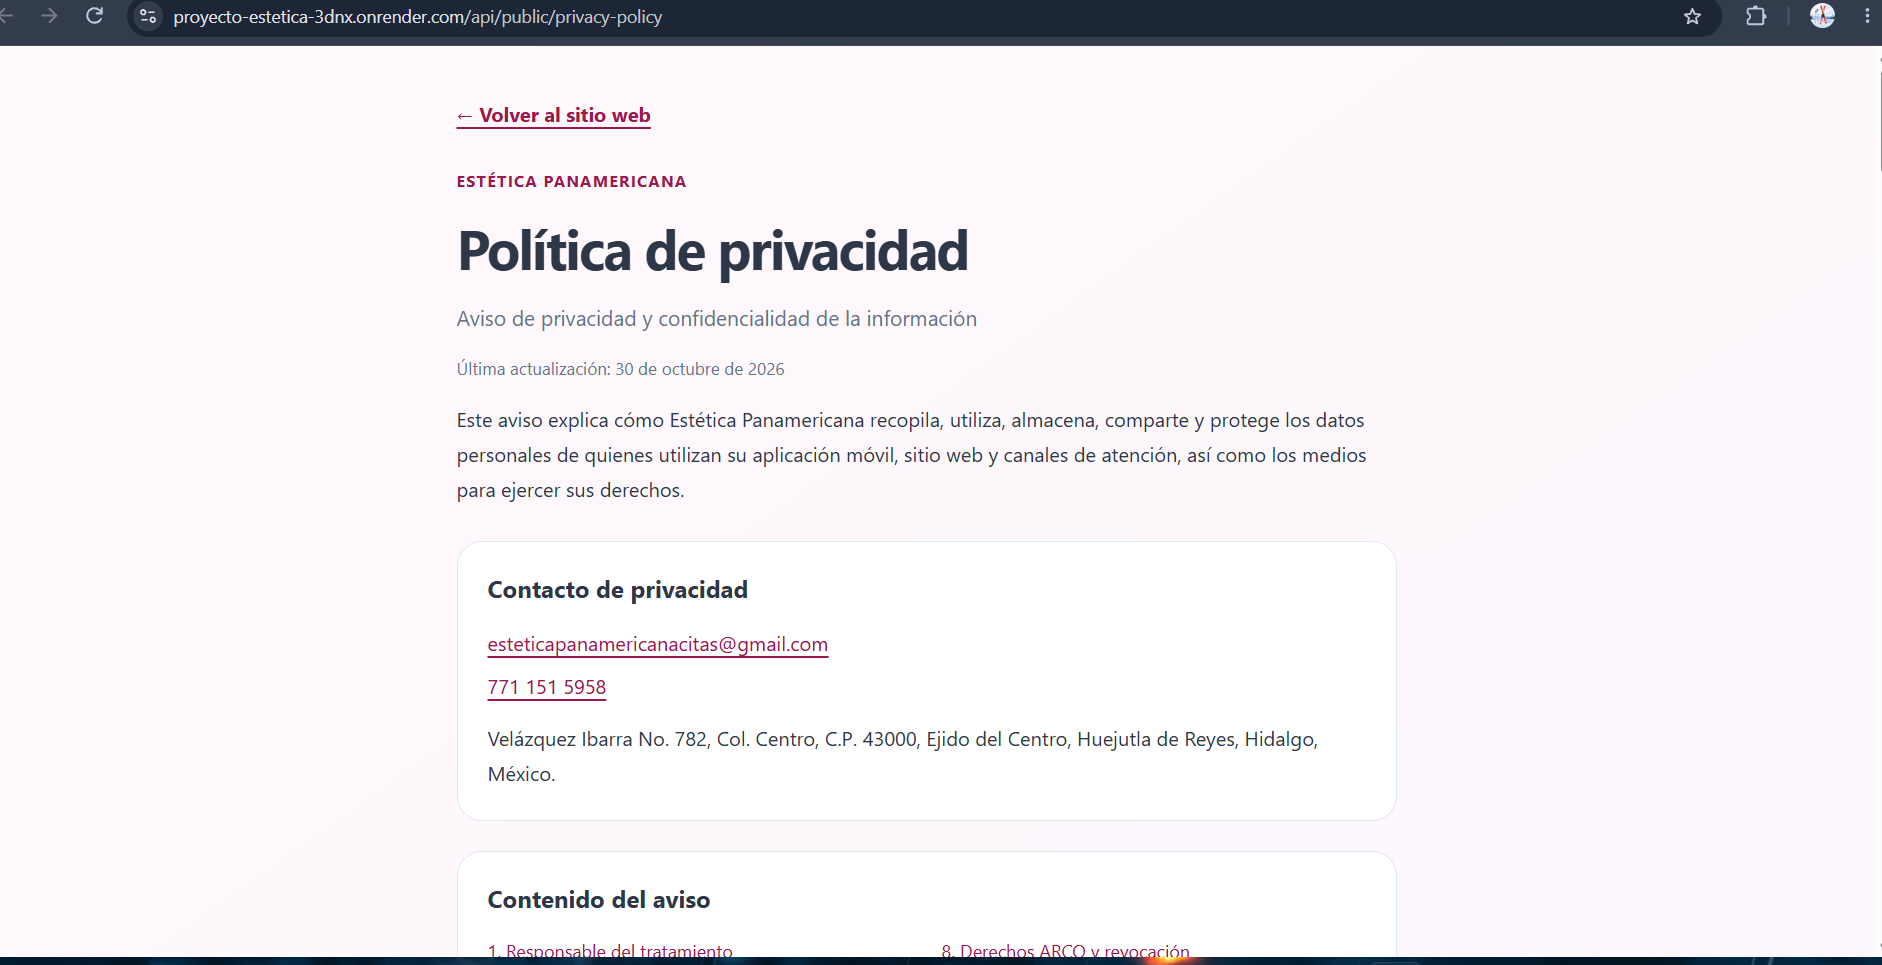 proyecto-estetica-3dnx.onrender.com/api/public/privacy-policy
← Volver al sitio web
ESTÉTICA PANAMERICANA
Política de privacidad
Aviso de privacidad y confidencialidad de la información
Última actualización: 30 de octubre de 2026
Este aviso explica cómo Estética Panamericana recopila, utiliza, almacena, comparte y protege los datos
personales de quienes utilizan su aplicación móvil, sitio web y canales de atención, así como los medios
para ejercer sus derechos.
Contacto de privacidad
esteticapanamericanacitas@gmail.com
771 151 5958
Velázquez Ibarra No. 782, Col. Centro, C.P. 43000, Ejido del Centro, Huejutla de Reyes, Hidalgo,
México.
Contenido del aviso
1. Responsable del tratamiento
8. Derechos ARCO y revocación